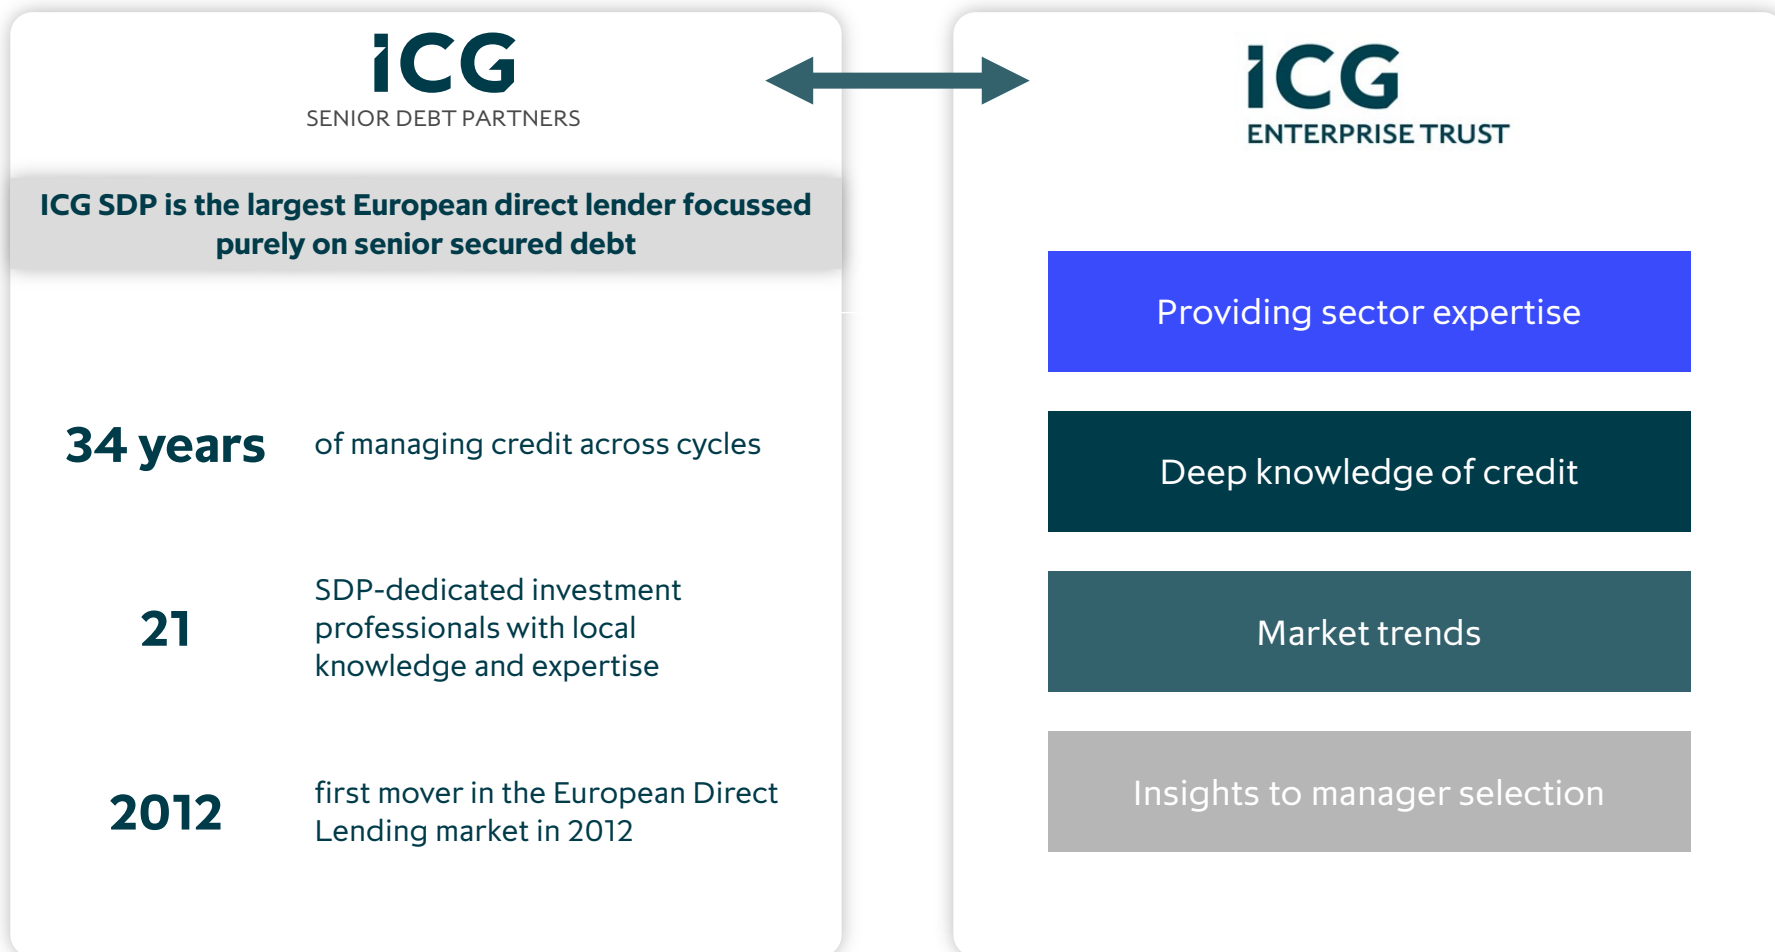 ICG
SENIOR DEBT PARTNERS
ICG SDP is the largest European direct lender focussed
purely on senior secured debt
34 years
of managing credit across cycles
21
SDP-dedicated investment
professionals with local
knowledge and expertise
2012
first mover in the European Direct
Lending market in 2012
ICG
ENTERPRISE TRUST
Providing sector expertise
Deep knowledge of credit
Market trends
Insights to manager selection